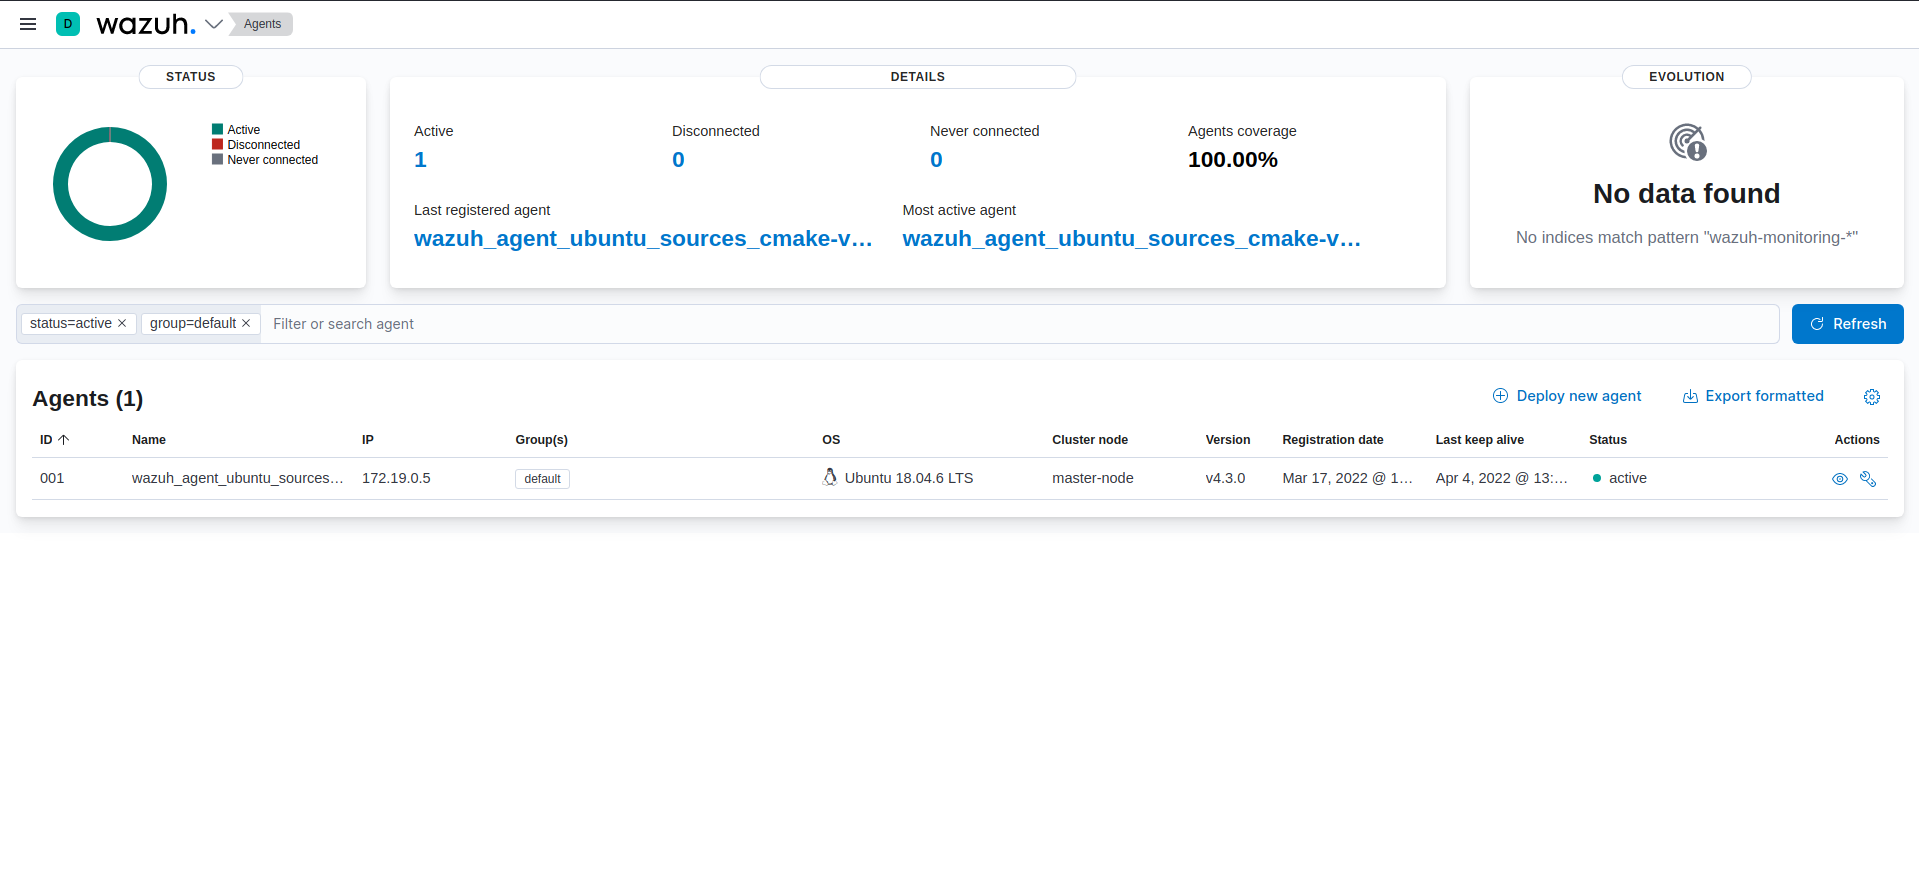 D wazuh. Agents
STATUS
Active
Disconnected
Never connected
DETAILS
Active
1
Disconnected
0
Never connected
0
Agents coverage
100.00%
Last registered agent
wazuh_agent_ubuntu_sources_cmake-v...
Most active agent
wazuh_agent_ubuntu_sources_cmake-v...
EVOLUTION
No data found
No indices match pattern "wazuh-monitoring-*"
status=active × group=default × Filter or search agent
Refresh
Agents (1)
Deploy new agent Export formatted
ID Name IP Group(s) OS Cluster node Version Registration date Last keep alive Status Actions
001 wazuh_agent_ubuntu_sources... 172.19.0.5 default Ubuntu 18.04.6 LTS master-node v4.3.0 Mar 17, 2022 @ 1... Apr 4, 2022 @ 13:... active